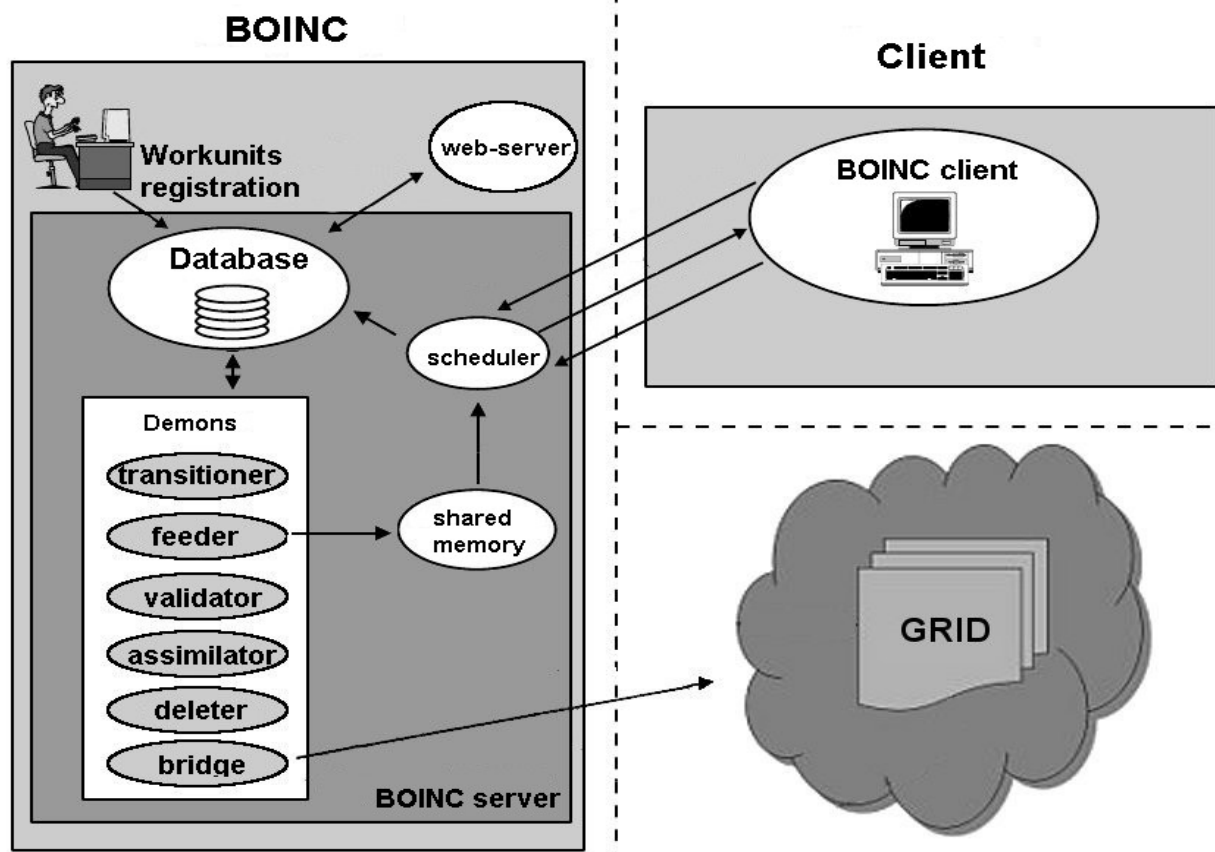 BOINC
Client
Workunits
registration
web-server
BOINC client
Database
scheduler
Demons
transitioner
feeder
shared
memory
validator
assimilator
deleter
bridge
BOINC server
GRID